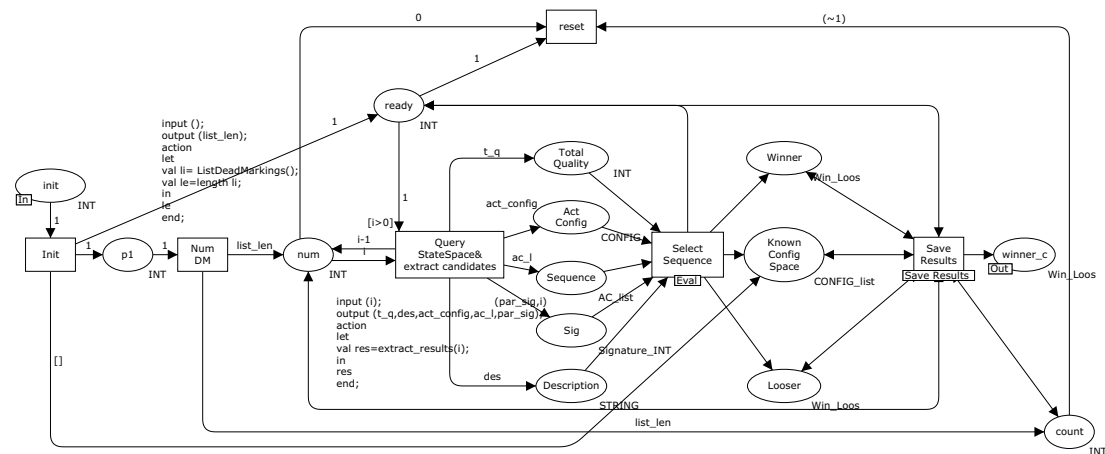 0
(~1)
reset
1
ready
INT
1
input ();
output (list_len);
action
let
val li= ListDeadMarkings();
val le=length li;
in
le
end;
init
In
INT
1
t_q
Total
Quality
INT
Winner
Win_Loos
1
[i>0]
act_config
Act
Config
CONFIG
Init
1
p1
INT
1
Num
DM
list_len
num
INT
i-1
i
Query
StateSpace&
extract candidates
ac_l
Sequence
AC_list
Select
Sequence
Eval
Known
Config
Space
CONFIG_list
Save
Results
Save Results
winner_c
Out
Win_Loos
(par_sig,i)
Sig
Signature_INT
input (i);
output (t_q,des,act_config,ac_l,par_sig);
action
let
val res=extract_results(i);
in
res
end;
[]
des
Description
STRING
Looser
Win_Loos
list_len
count
INT